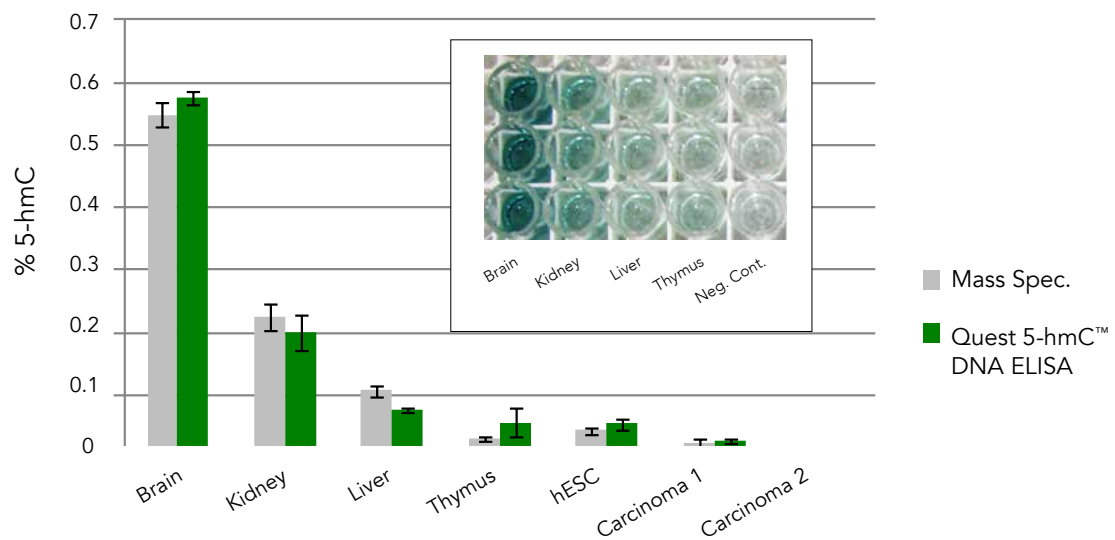 % 5-hmC
0.7
0.6
0.5
0.4
0.3
0.2
0.1
0
Brain
Kidney
Liver
Thymus
hESC
Carcinoma 1
Carcinoma 2
Brain
Kidney
Liver
Thymus
Neg. Cont.
Mass Spec.
Quest 5-hmC™
DNA ELISA